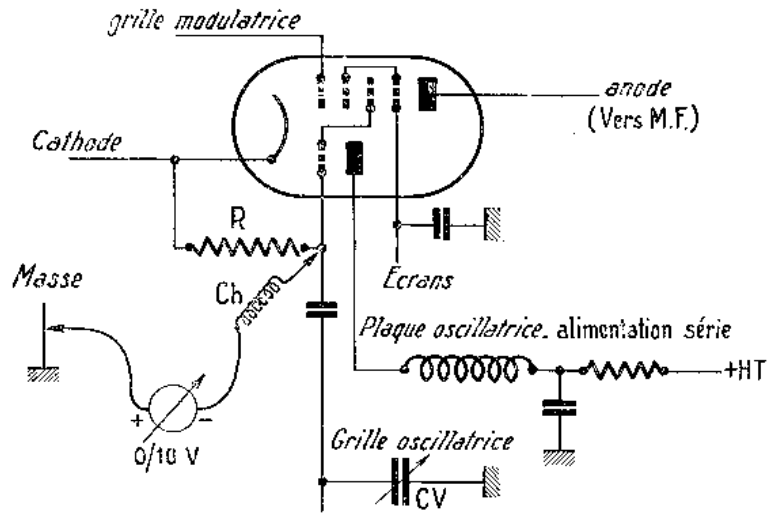 grille modulatrice
anode
(Vers M.F.)
Cathode
R
Masse
Ch
Ecrans
Plaque oscillatrice. alimentation série
+HT
+ -
0/10 V
Grille oscillatrice
CV